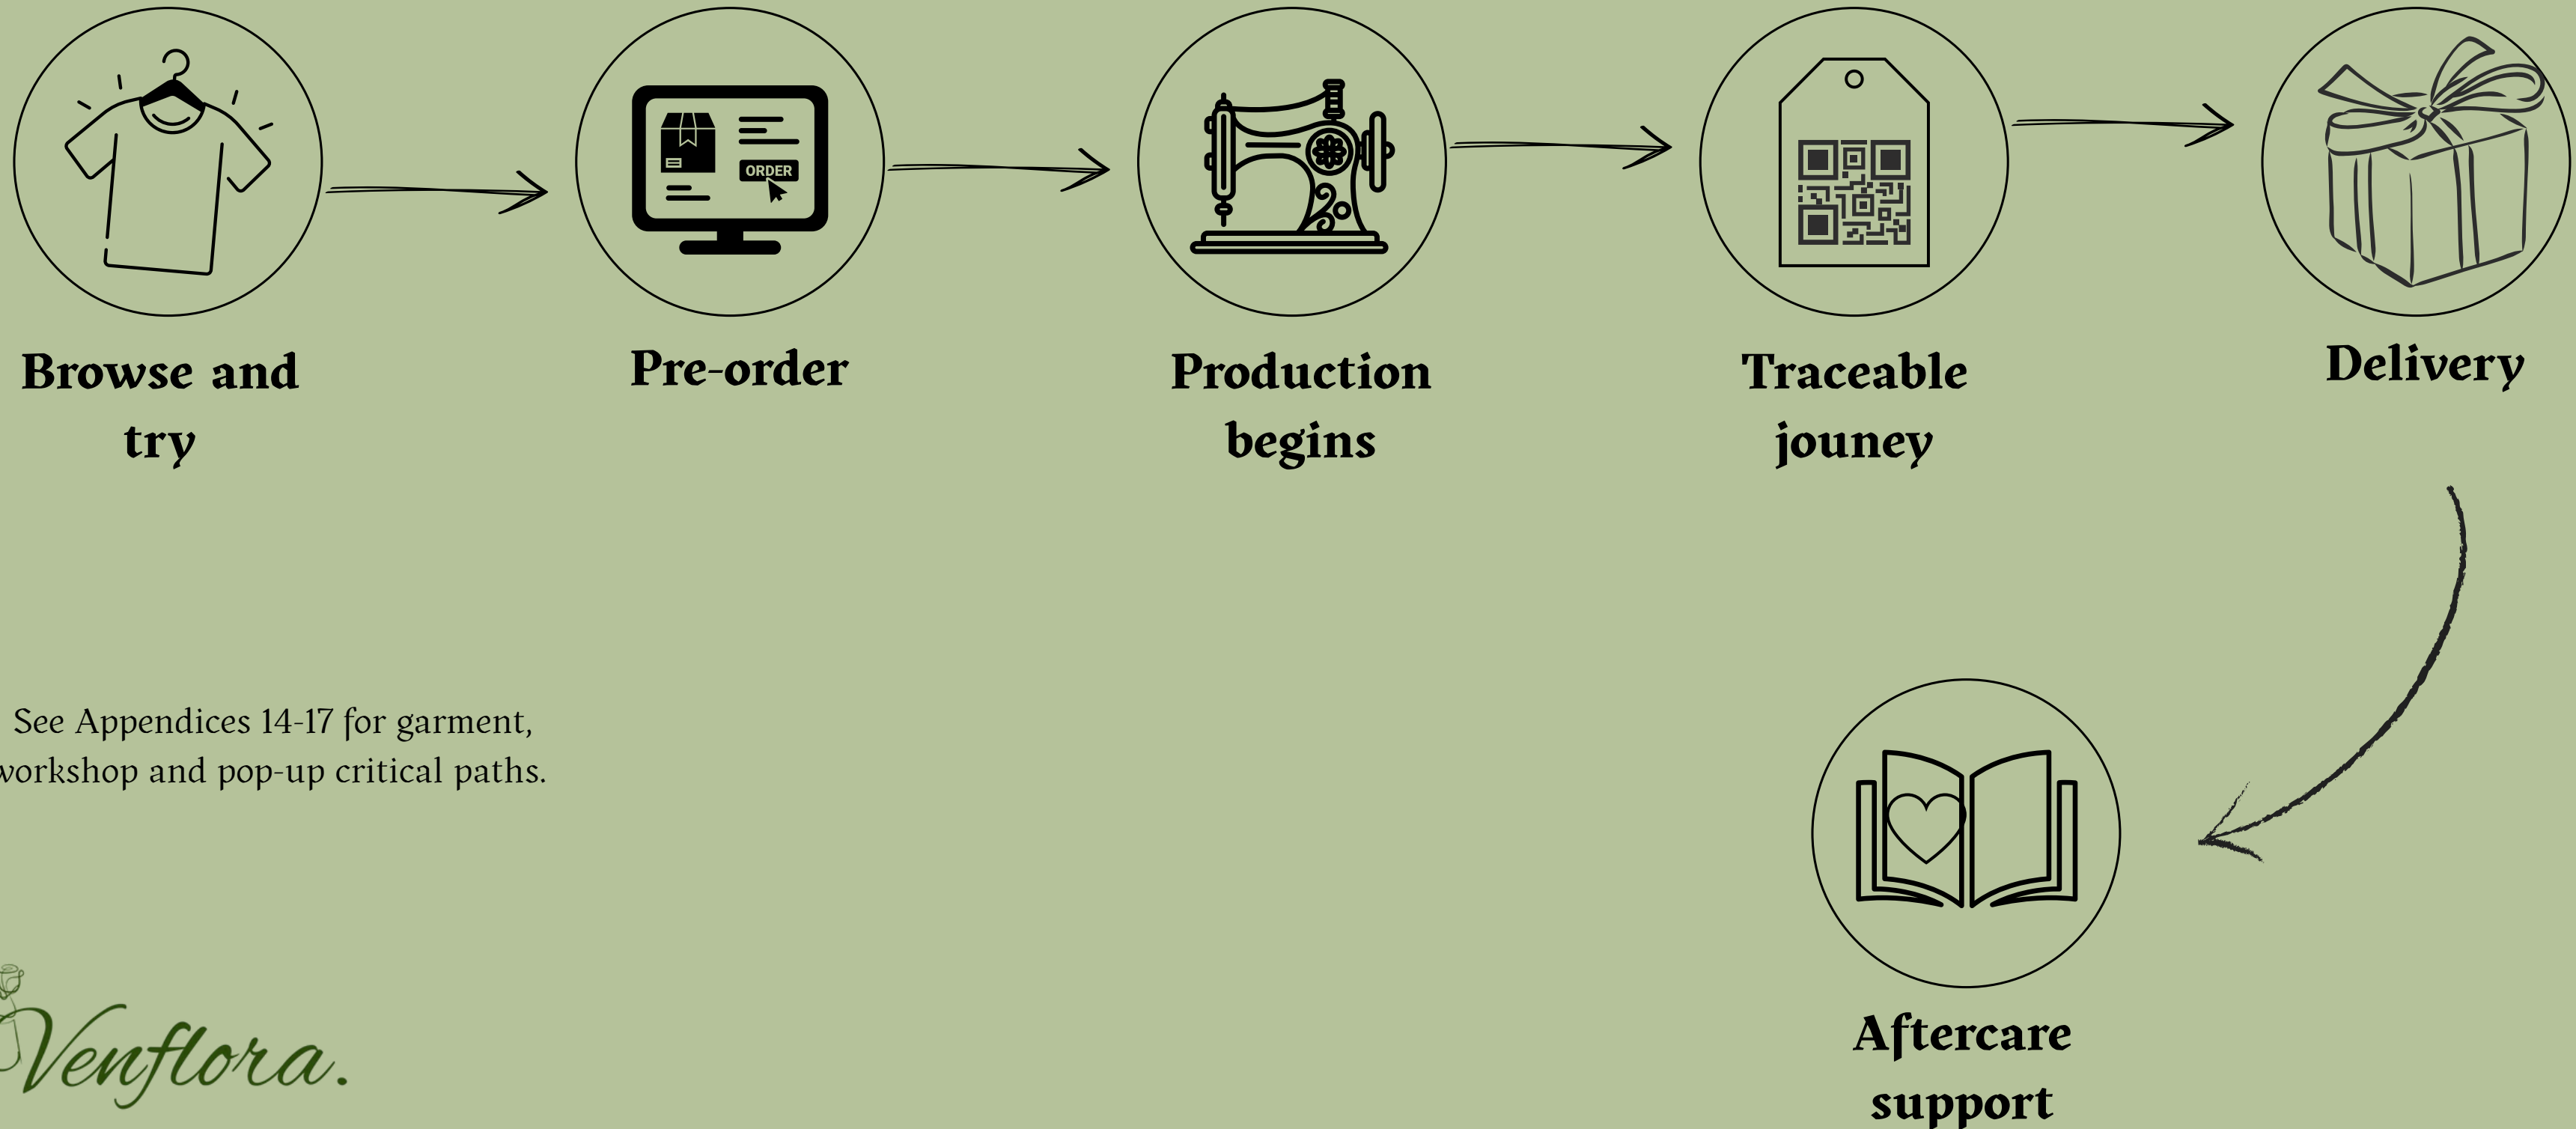 ORDER
Browse and
try
Pre-order
Production
begins
Traceable
jouney
Delivery
See Appendices 14-17 for garment,
workshop and pop-up critical paths.
Aftercare
support
Venflora.